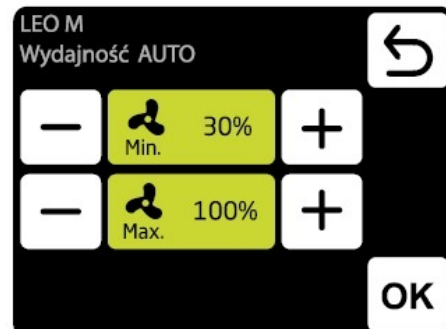 LEO M
Wydajność AUTO
30%
Min.
100%
Max.
OK